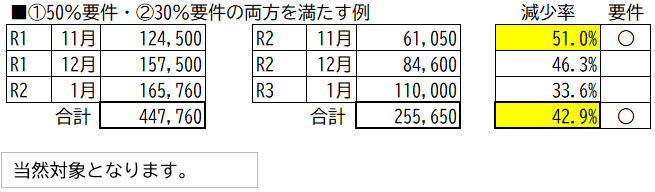 ■①50%要件・②30%要件の両方を満たす例 減少率 要件
R1 11月 124,500 R2 11月 61,050 51.0% ○
R1 12月 157,500 R2 12月 84,600 46.3%
R2 1月 165,760 R3 1月 110,000 33.6%
合計 447,760 合計 255,650 42.9% ○
当然対象となります。